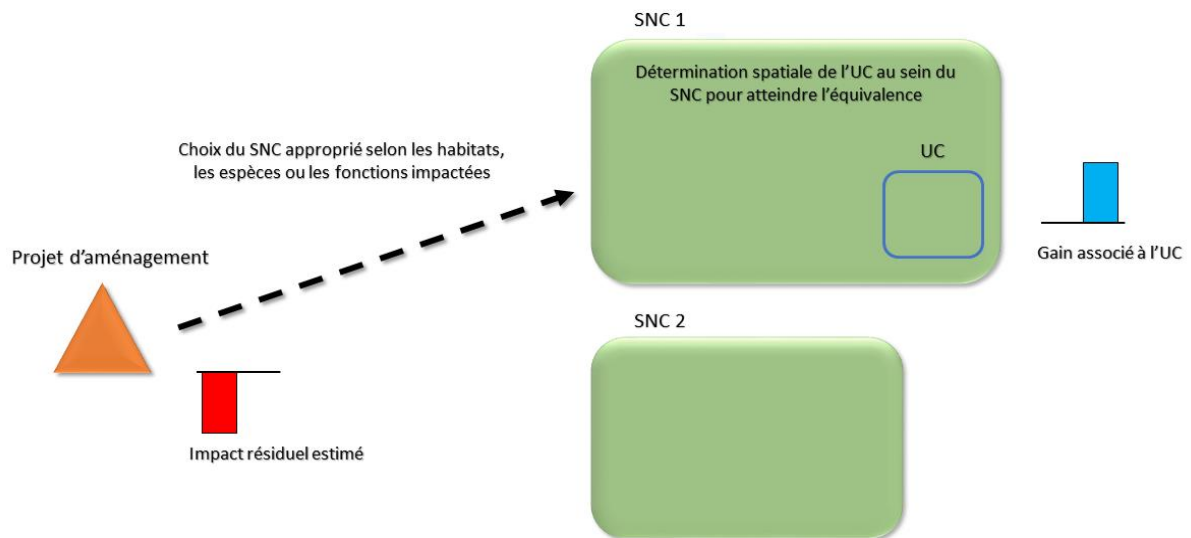 SNC 1
Détermination spatiale de l'UC au sein du
SNC pour atteindre l'équivalence
Choix du SNC approprié selon les habitats,
les espèces ou les fonctions impactées
UC
Projet d'aménagement
Gain associé à l'UC
SNC 2
Impact résiduel estimé